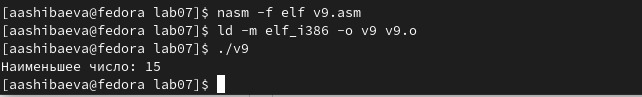 [aashibaeva@fedora lab07]$ nasm -f elf v9.asm
[aashibaeva@fedora lab07]$ ld -m elf_i386 -o v9 v9.o
[aashibaeva@fedora lab07]$ ./v9
Наименьшее число: 15
[aashibaeva@fedora lab07]$